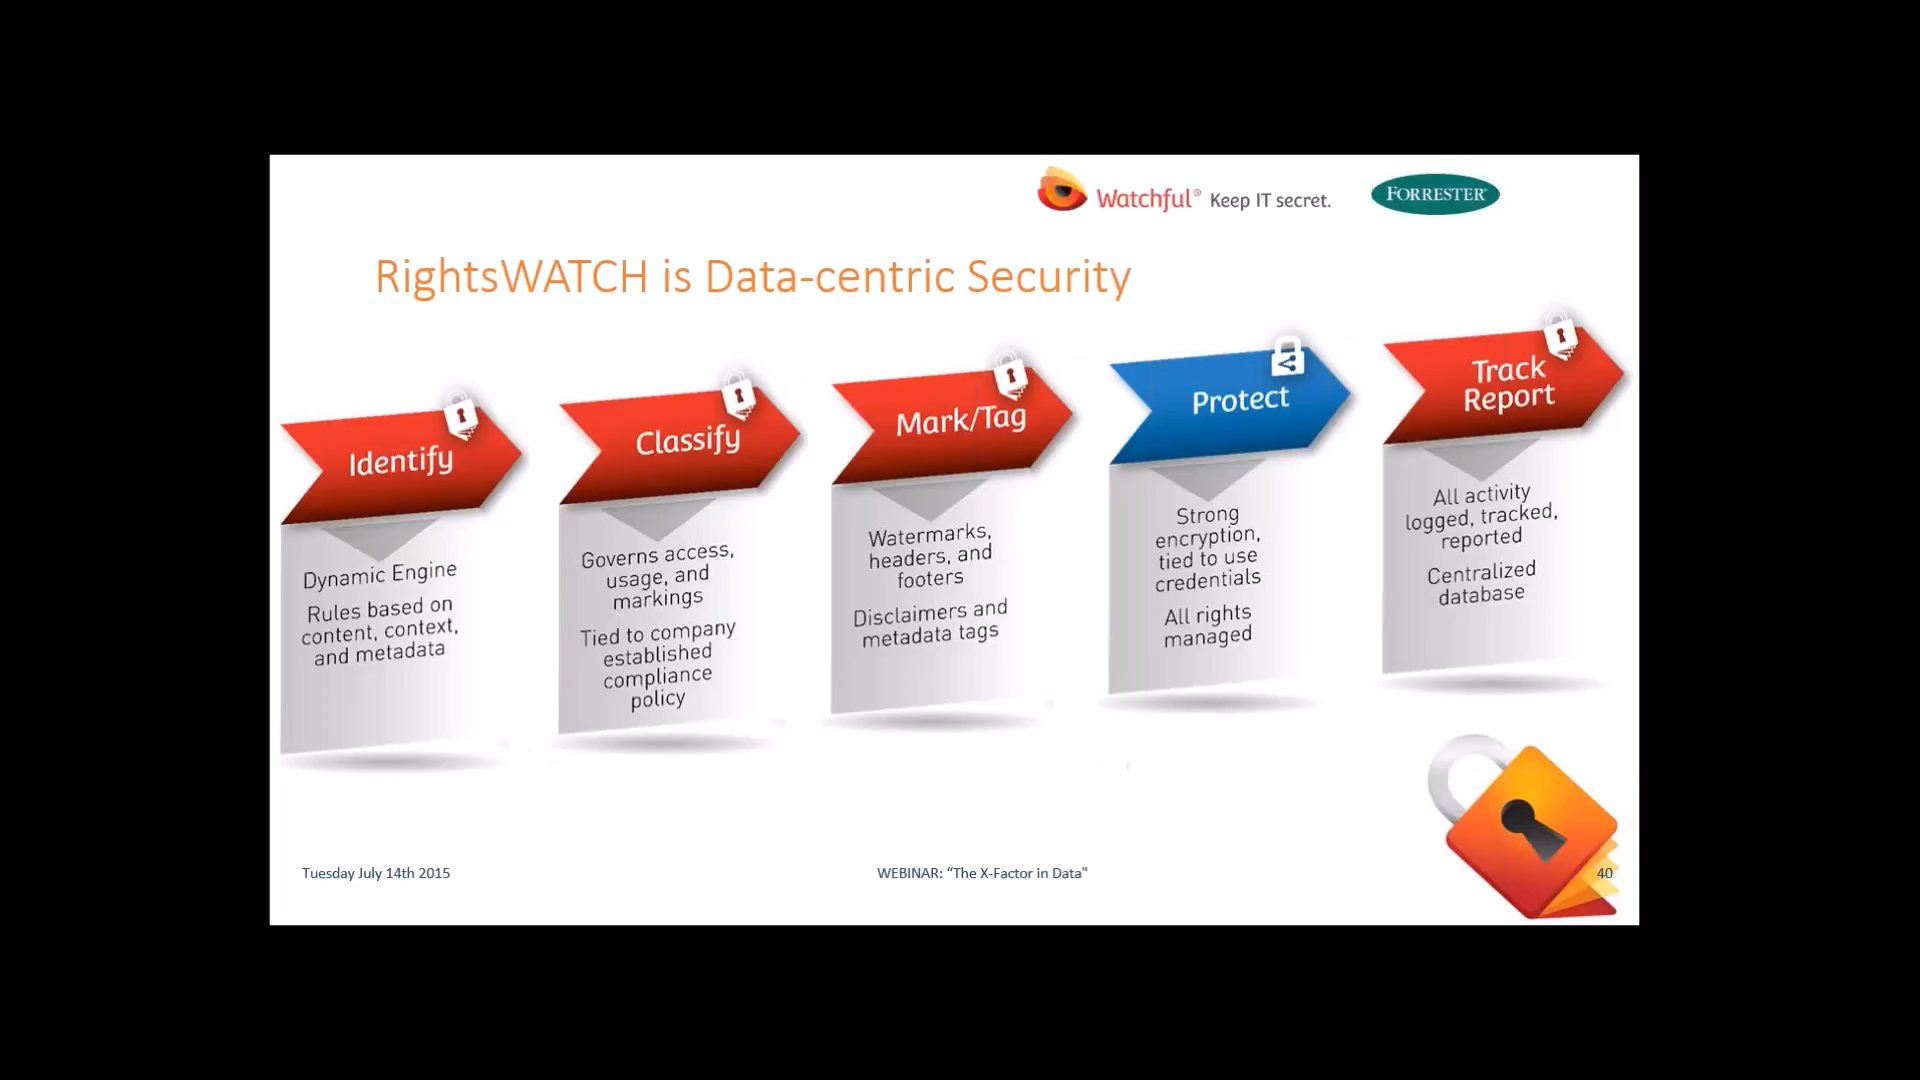 Watchful® Keep IT secret.
FORRESTER®
RightsWATCH is Data-centric Security
Identify
Dynamic Engine
Rules based on
content, context,
and metadata
Classify
Governs access,
usage, and
markings
Tied to company
established
compliance
policy
Mark/Tag
Watermarks,
headers, and
footers
Disclaimers and
metadata tags
Protect
Strong
encryption,
tied to use
credentials
All rights
managed
Track
Report
All activity
logged, tracked,
reported
Centralized
database
Tuesday July 14th 2015
WEBINAR: “The X-Factor in Data"
40